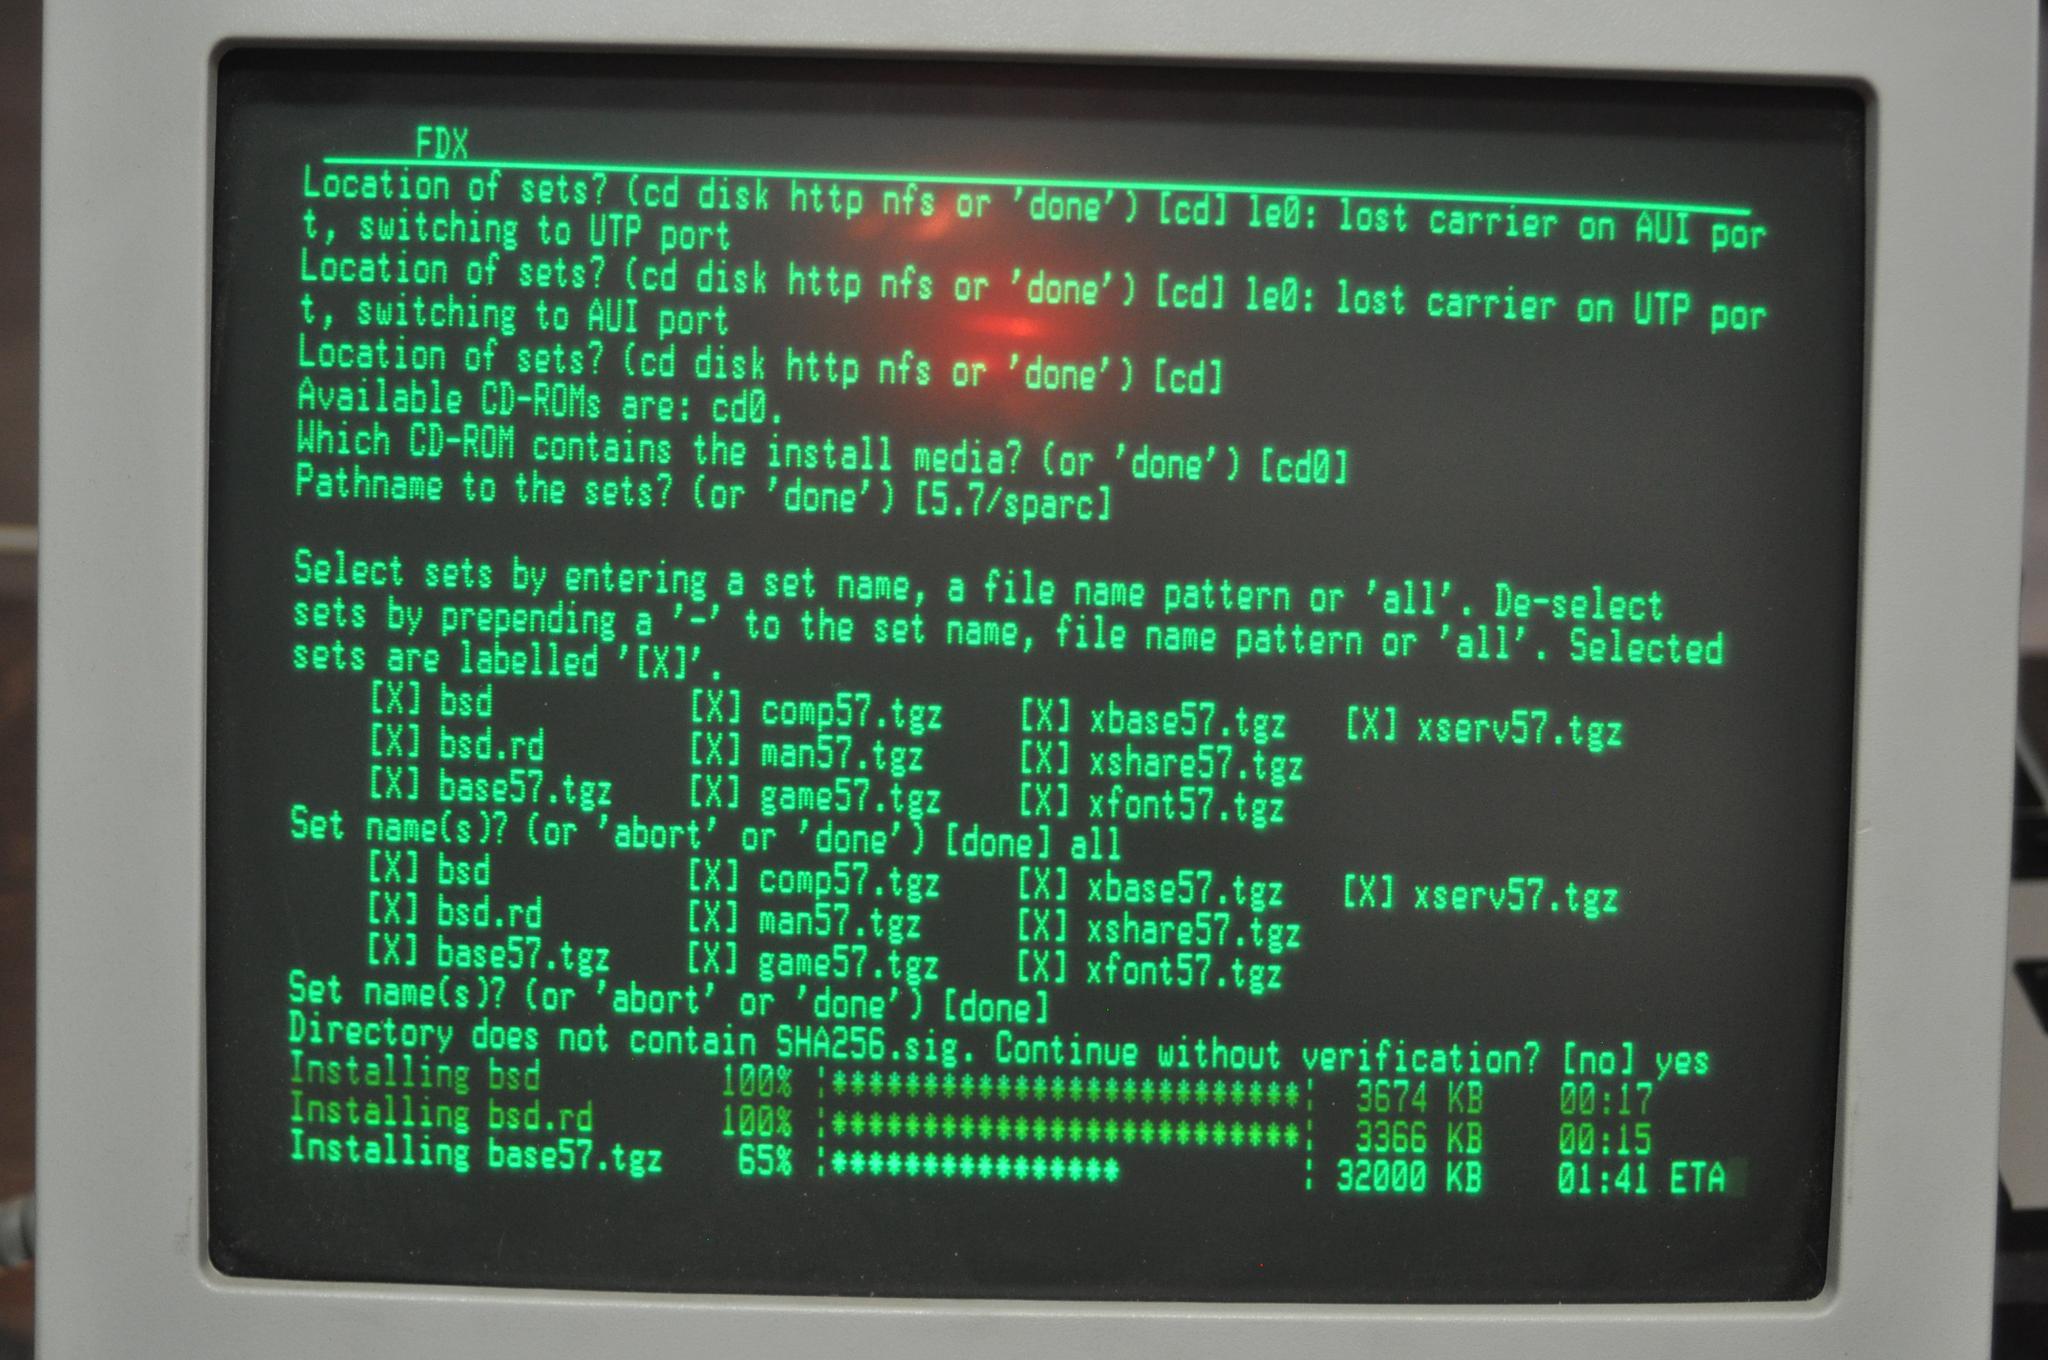 FDX
Location of sets? (cd disk http nfs or 'done') [cd] le0: lost carrier on AUI por
t, switching to UTP port
Location of sets? (cd disk http nfs or 'done') [cd] le0: lost carrier on UTP por
t, switching to AUI port
Location of sets? (cd disk http nfs or 'done') [cd]
Available CD-ROMs are: cd0.
Which CD-ROM contains the install media? (or 'done') [cd0]
Pathname to the sets? (or 'done') [5.7/sparc]
Select sets by entering a set name, a file name pattern or 'all'. De-select
sets by prepending a '-' to the set name, file name pattern or 'all'. Selected
sets are labelled '[X]'.
[X] bsd [X] comp57.tgz [X] xbase57.tgz [X] xserv57.tgz
[X] bsd.rd [X] man57.tgz [X] xshare57.tgz
[X] base57.tgz [X] game57.tgz [X] xfont57.tgz
Set name(s)? (or 'abort' or 'done') [done] all
[X] bsd [X] comp57.tgz [X] xbase57.tgz [X] xserv57.tgz
[X] bsd.rd [X] man57.tgz [X] xshare57.tgz
[X] base57.tgz [X] game57.tgz [X] xfont57.tgz
Set name(s)? (or 'abort' or 'done') [done]
Directory does not contain SHA256.sig. Continue without verification? [no] yes
Installing bsd 100% |**************************| 3674 KB 00:17
Installing bsd.rd 100% |**************************| 3366 KB 00:15
Installing base57.tgz 65% |**************** | 32000 KB 01:41 ETA